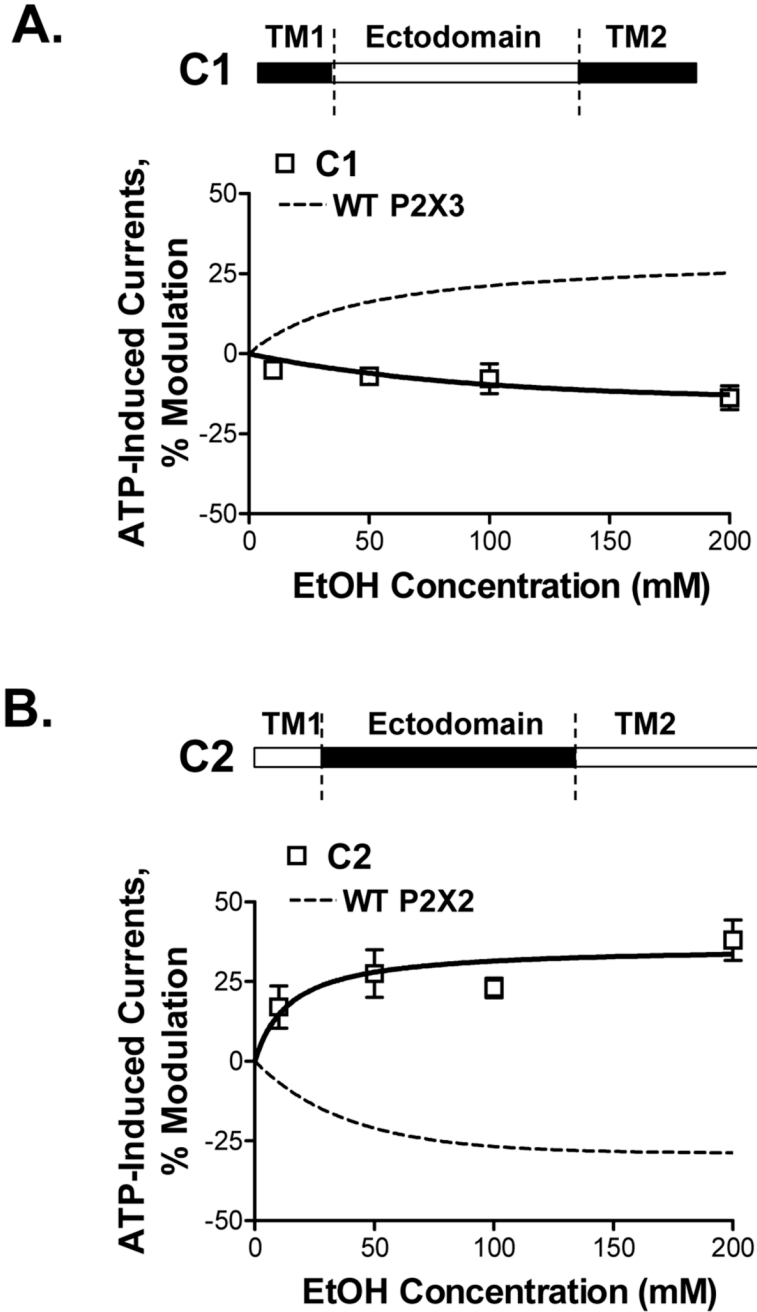 A.
TM1 Ectodomain TM2
C1
C1
WT P2X3
50
25
0
-25
-50
ATP-Induced Currents,
% Modulation
0 50 100 150 200
EtOH Concentration (mM)
B.
TM1 Ectodomain TM2
C2
C2
WT P2X2
50
25
0
-25
-50
ATP-Induced Currents,
% Modulation
0 50 100 150 200
EtOH Concentration (mM)